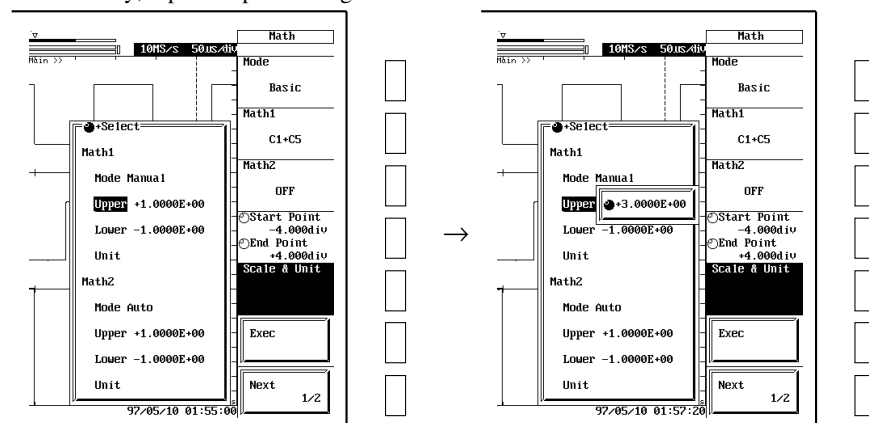 Math
10MS/s 50us/div
Main >>
Mode
Basic
Math1
C1+C5
Math2
OFF
Start Point
-4.000div
End Point
+4.000div
Scale & Unit
Exec
Next
1/2
+Select
Math1
Mode Manual
Upper +1.0000E+00
Lower -1.0000E+00
Unit
Math2
Mode Auto
Upper +1.0000E+00
Lower -1.0000E+00
Unit
97/05/10 01:55:00
→
Math
10MS/s 50us/div
Main >>
Mode
Basic
Math1
C1+C5
Math2
OFF
Start Point
-4.000div
End Point
+4.000div
Scale & Unit
Exec
Next
1/2
+Select
Math1
Mode Manual
Upper +3.0000E+00
Lower -1.0000E+00
Unit
Math2
Mode Auto
Upper +1.0000E+00
Lower -1.0000E+00
Unit
97/05/10 01:57:20